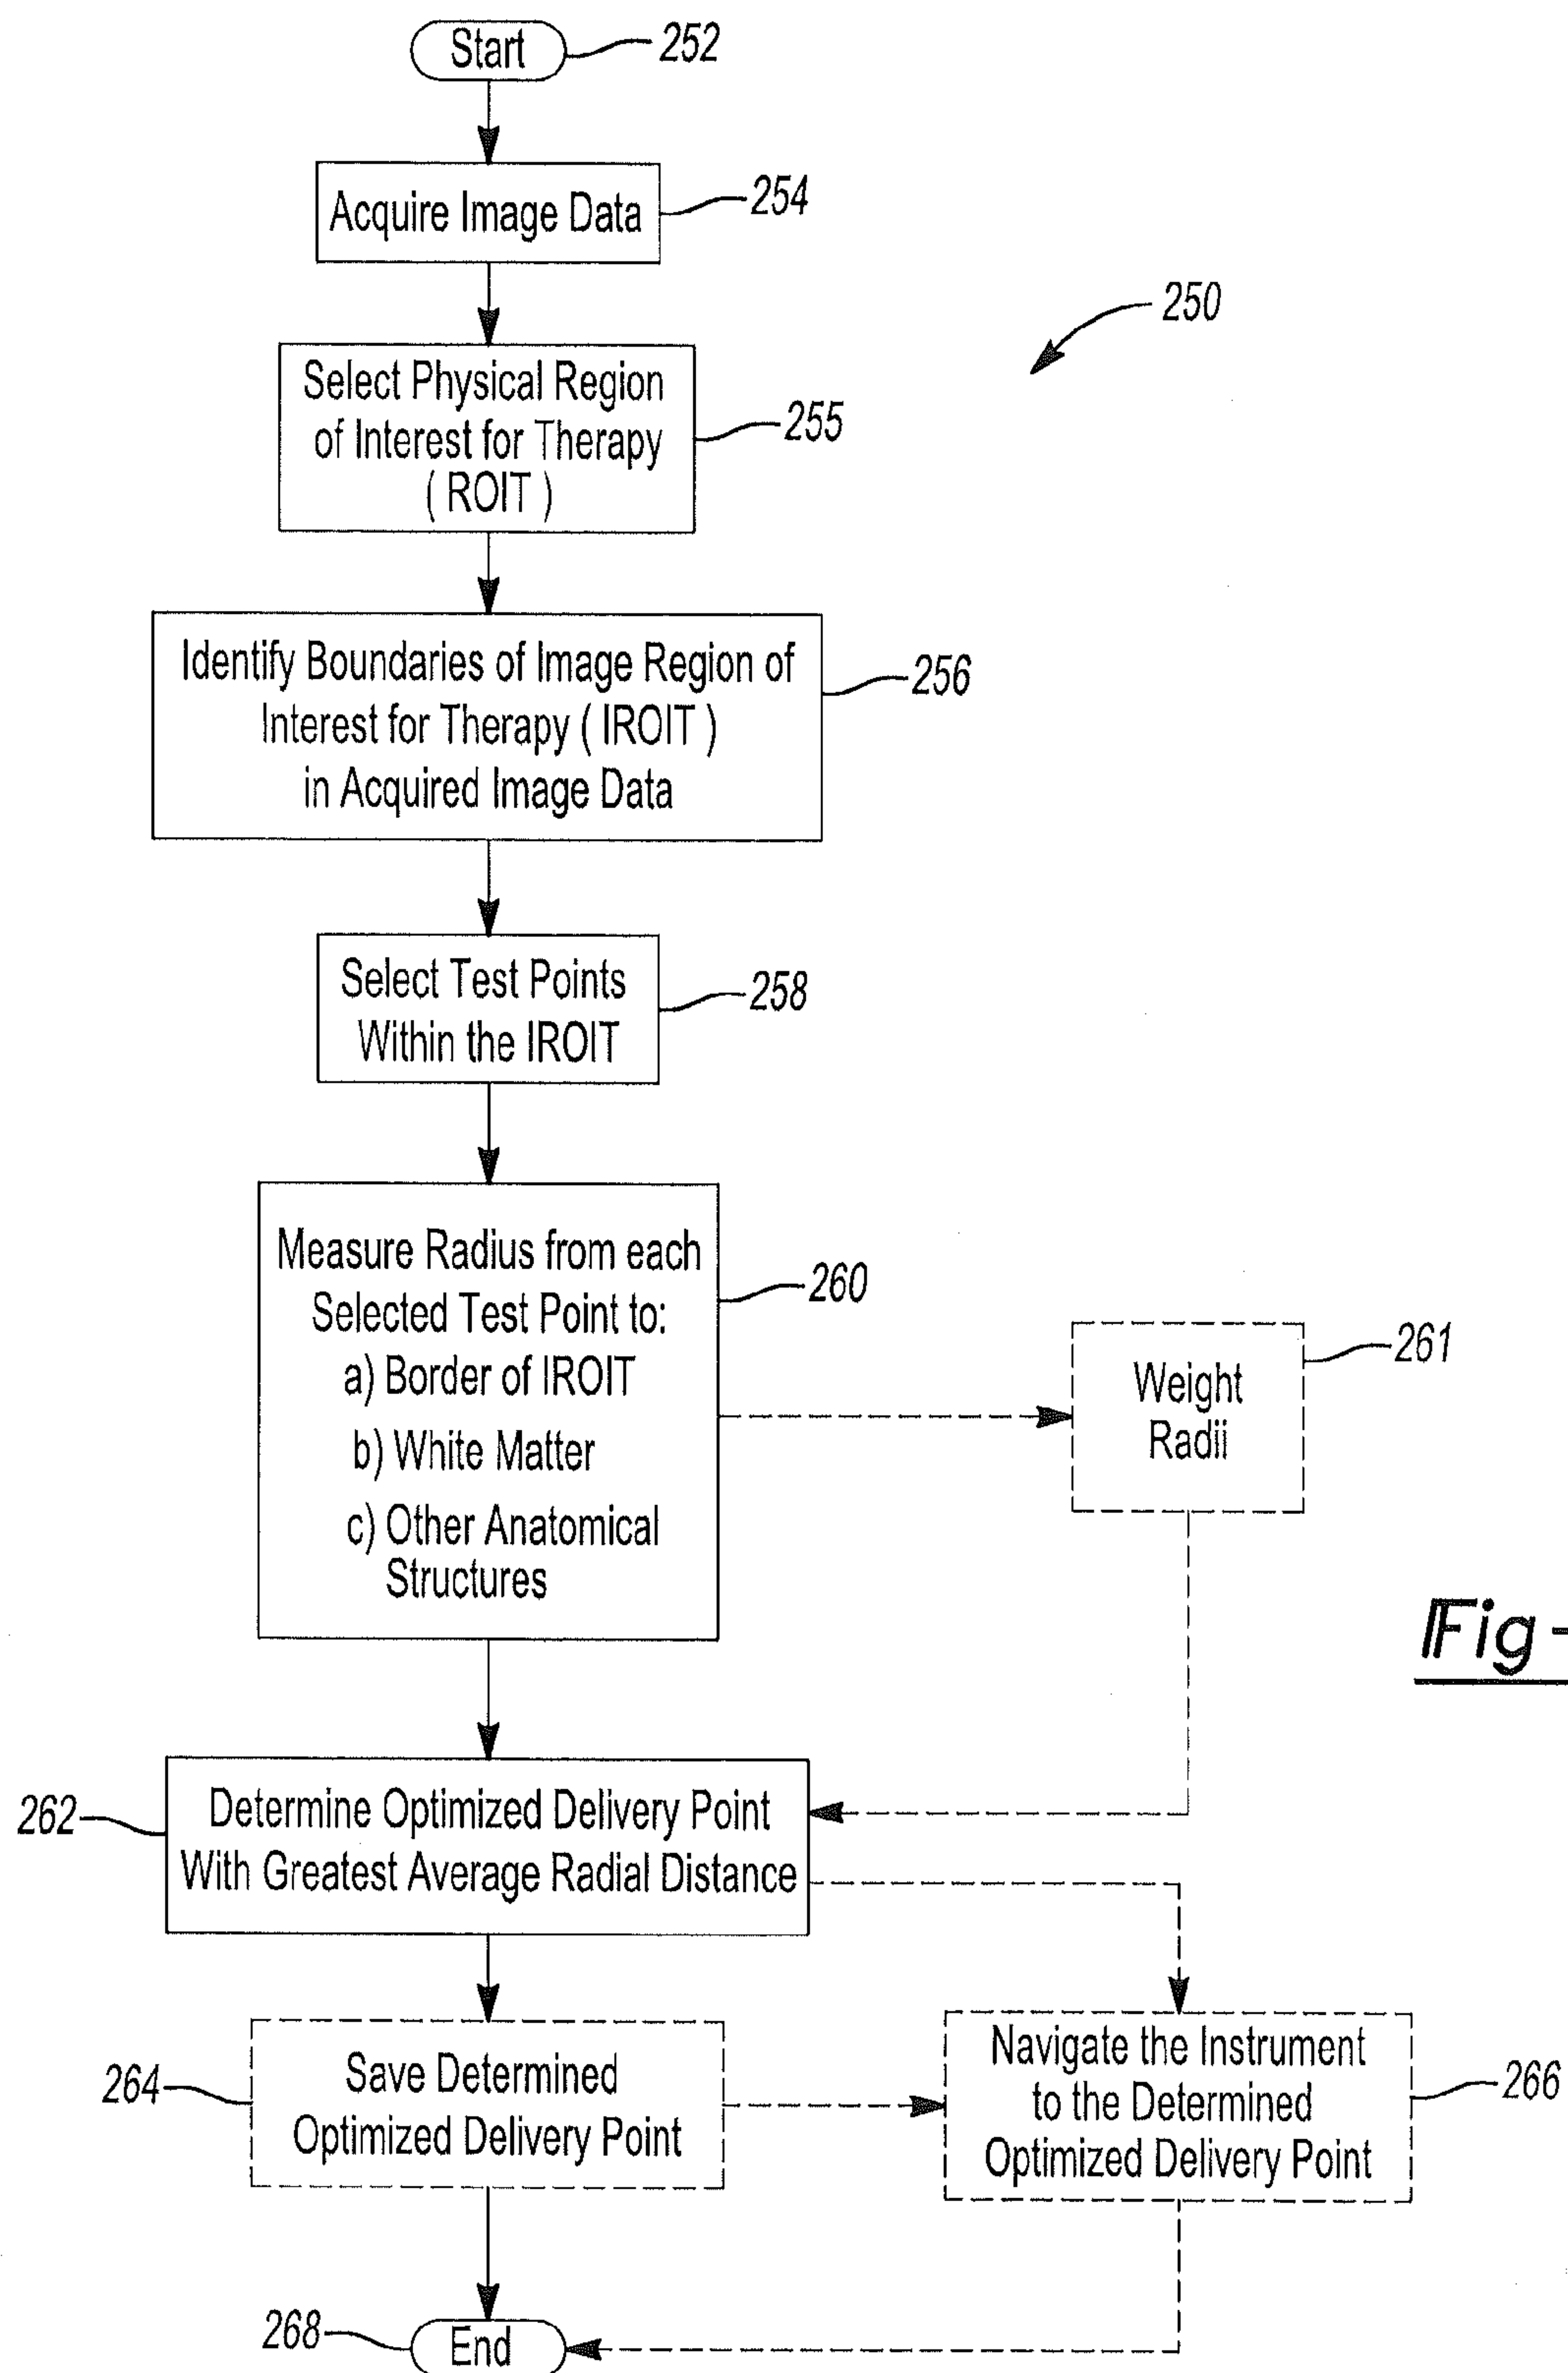 Start
252
Acquire Image Data
254
250
Select Physical Region
of Interest for Therapy
( ROIT )
255
Identify Boundaries of Image Region of
Interest for Therapy ( IROIT )
in Acquired Image Data
256
Select Test Points
Within the IROIT
258
Measure Radius from each
Selected Test Point to:
a) Border of IROIT
b) White Matter
c) Other Anatomical
Structures
260
Weight
Radii
261
Fig-
262
Determine Optimized Delivery Point
With Greatest Average Radial Distance
264
Save Determined
Optimized Delivery Point
Navigate the Instrument
to the Determined
Optimized Delivery Point
266
268
End